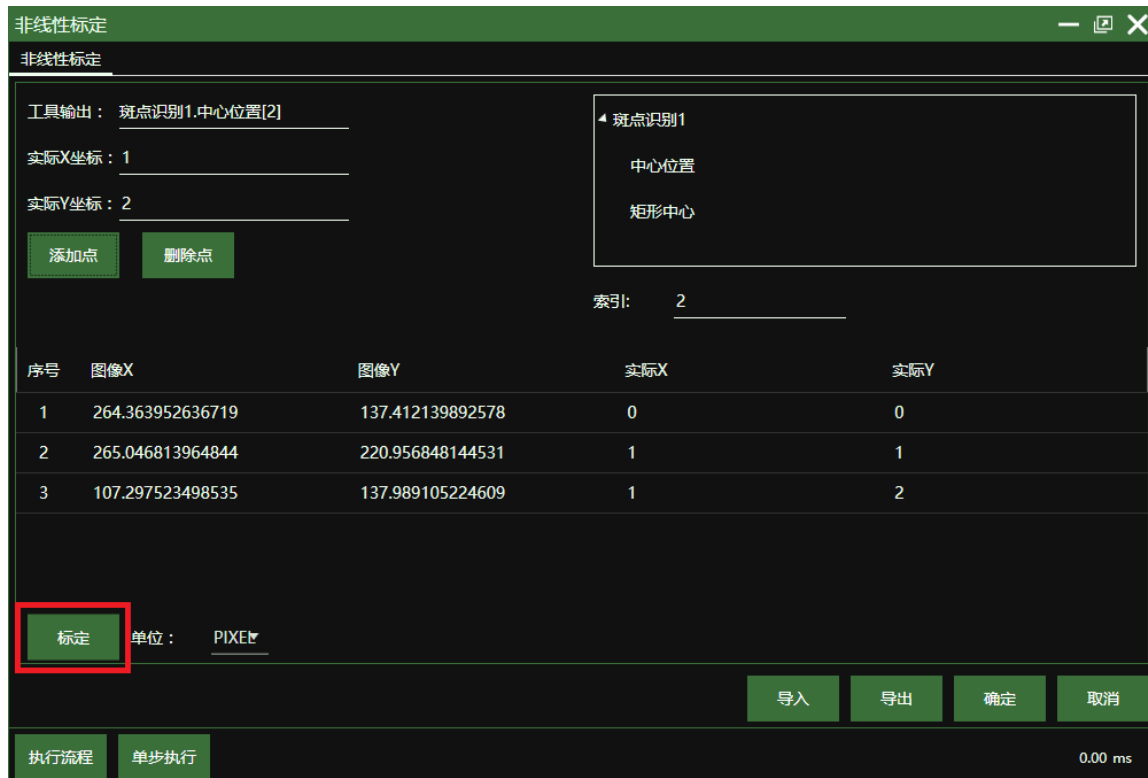 非线性标定
非线性标定
工具输出： 斑点识别1.中心位置[2]
实际X坐标：1
实际Y坐标：2
添加点 删除点
斑点识别1
中心位置
矩形中心
索引: 2
序号 图像X 图像Y 实际X 实际Y
1 264.363952636719 137.412139892578 0 0
2 265.046813964844 220.956848144531 1 1
3 107.297523498535 137.989105224609 1 2
标定 单位： PIXEL
导入 导出 确定 取消
执行流程 单步执行 0.00 ms